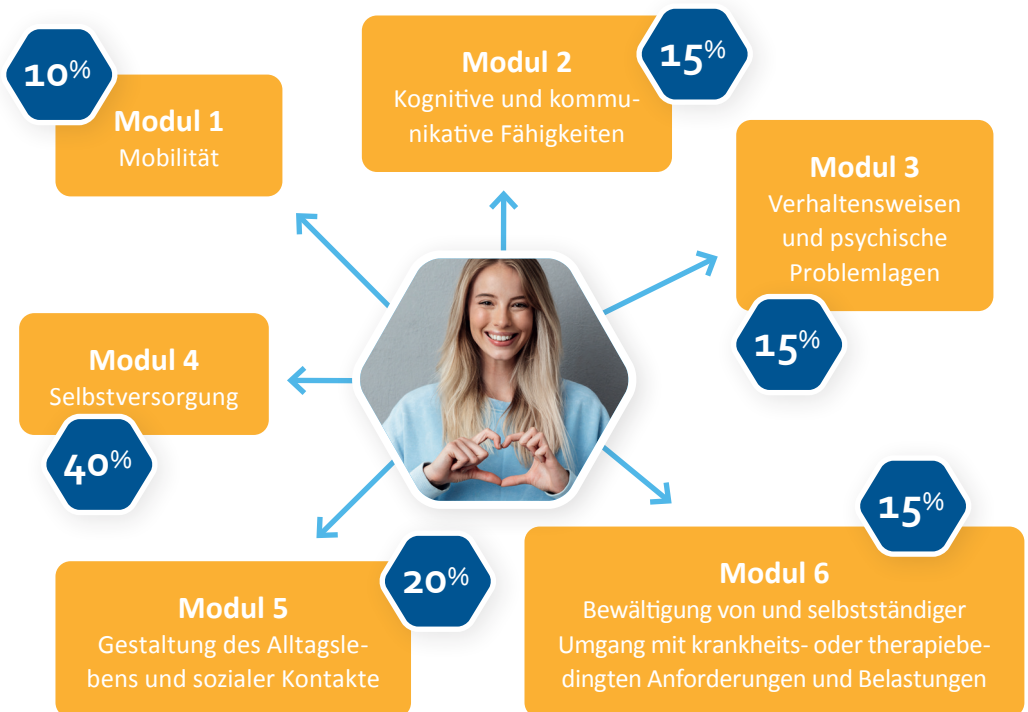 10%
Modul 1
Mobilität
15%
Modul 2
Kognitive und kommu-
nikative Fähigkeiten
Modul 3
Verhaltensweisen
und psychische
Problemlagen
15%
Modul 4
Selbstversorgung
40%
20%
Modul 5
Gestaltung des Alltagsle-
bens und sozialer Kontakte
15%
Modul 6
Bewältigung von und selbstständiger
Umgang mit krankheits- oder therapiebe-
dingten Anforderungen und Belastungen